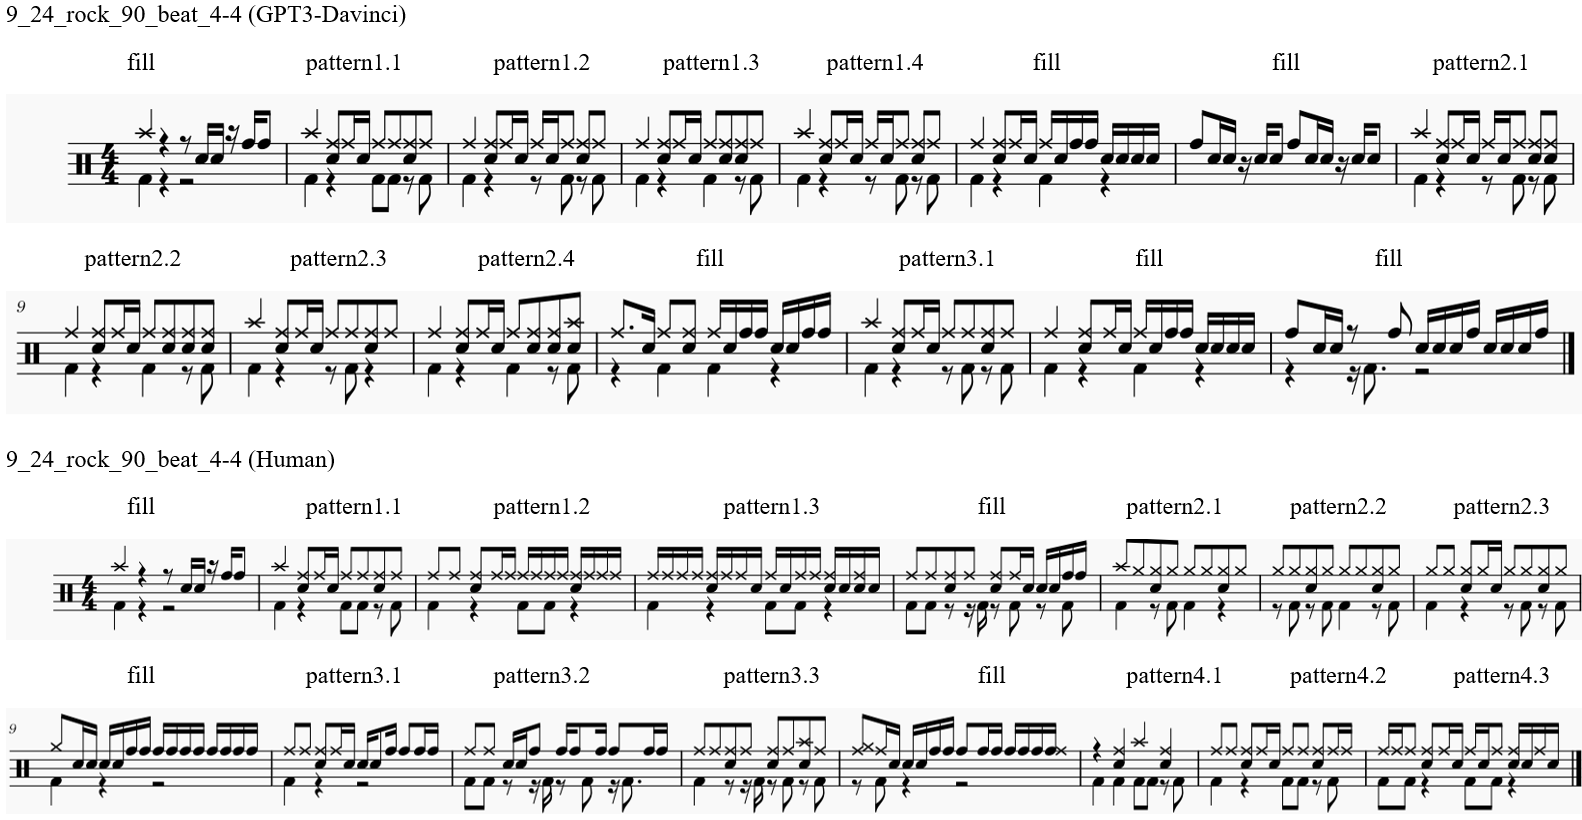 9_24_rock_90_beat_4-4 (GPT3-Davinci)
fill pattern1.1 pattern1.2 pattern1.3 pattern1.4 fill fill pattern2.1
4
4
pattern2.2 pattern2.3 pattern2.4 fill pattern3.1 fill fill
9
9_24_rock_90_beat_4-4 (Human)
fill pattern1.1 pattern1.2 pattern1.3 fill pattern2.1 pattern2.2 pattern2.3
4
4
fill pattern3.1 pattern3.2 pattern3.3 fill pattern4.1 pattern4.2 pattern4.3
9